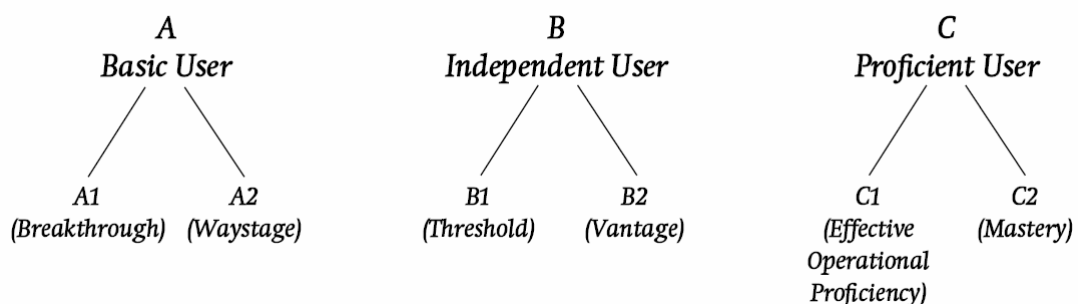 A
Basic User
B
Independent User
C
Proficient User
A1
(Breakthrough)
A2
(Waystage)
B1
(Threshold)
B2
(Vantage)
C1
(Effective
Operational
Proficiency)
C2
(Mastery)